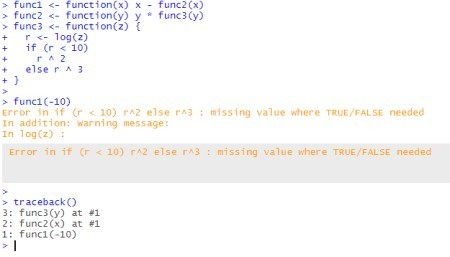 > func1 <- function(x) x - func2(x)
> func2 <- function(y) y * func3(y)
> func3 <- function(z) {
+ r <- log(z)
+ if (r < 10)
+ r ^ 2
+ else r ^ 3
+ }
>
> func1(-10)
Error in if (r < 10) r^2 else r^3 : missing value where TRUE/FALSE needed
In addition: Warning message:
In log(z) :
Error in if (r < 10) r^2 else r^3 : missing value where TRUE/FALSE needed
>
> traceback()
3: func3(y) at #1
2: func2(x) at #1
1: func1(-10)
>